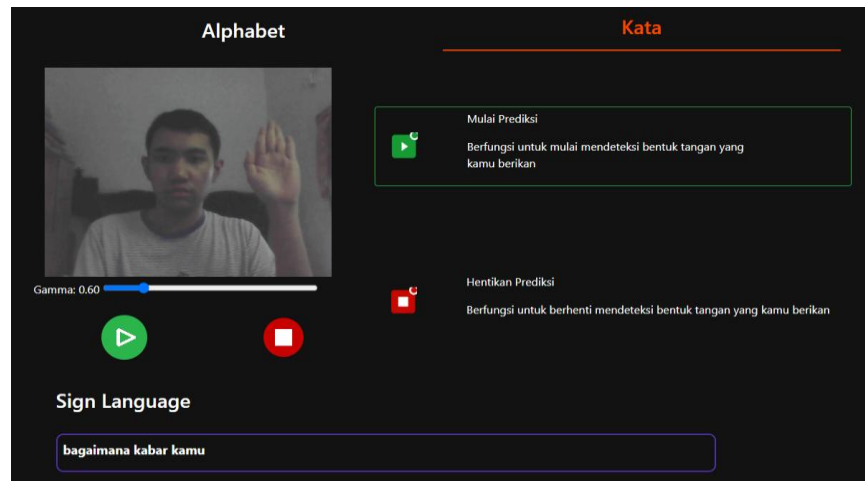 Alphabet
Kata
Mulai Prediksi
Berfungsi untuk mulai mendeteksi bentuk tangan yang
kamu berikan
Gamma: 0.60
Hentikan Prediksi
Berfungsi untuk berhenti mendeteksi bentuk tangan yang kamu berikan
Sign Language
bagaimana kabar kamu